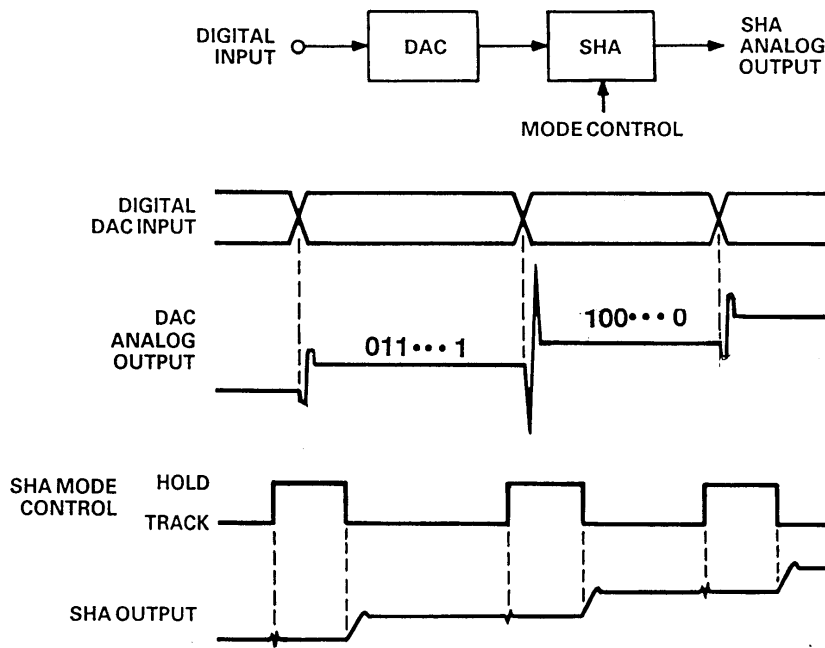 DIGITAL
INPUT
DAC
SHA
SHA
ANALOG
OUTPUT
MODE CONTROL
DIGITAL
DAC INPUT
DAC
ANALOG
OUTPUT
011••• 1
100••• 0
SHA MODE
CONTROL
HOLD
TRACK
SHA OUTPUT